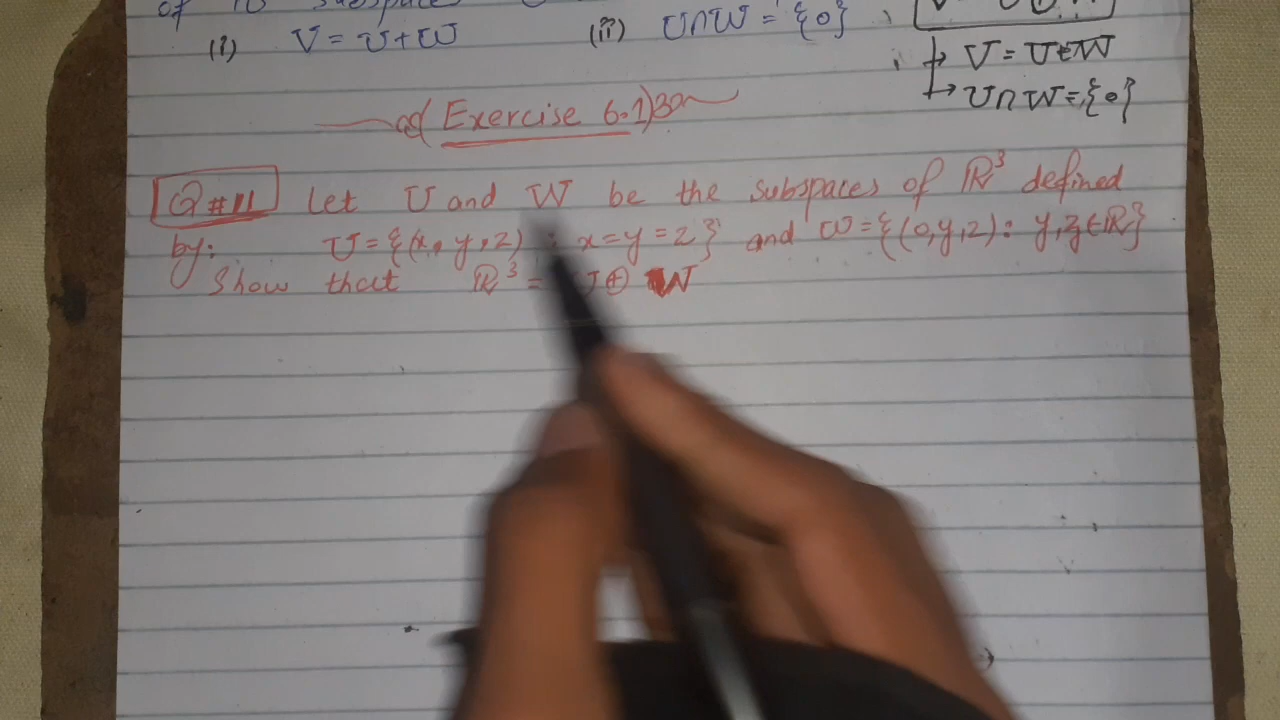 (i) V = U+W (ii) U∩W = {0}
→ V = U+W
→ U∩W = {0}
Exercise 6.1
Q#11 Let U and W be the subspaces of ℝ³ defined
by: U={(x, y, z) : x=y=z} and W={(0,y,z): y,z∈ℝ}
Show that ℝ³ = U⊕ W